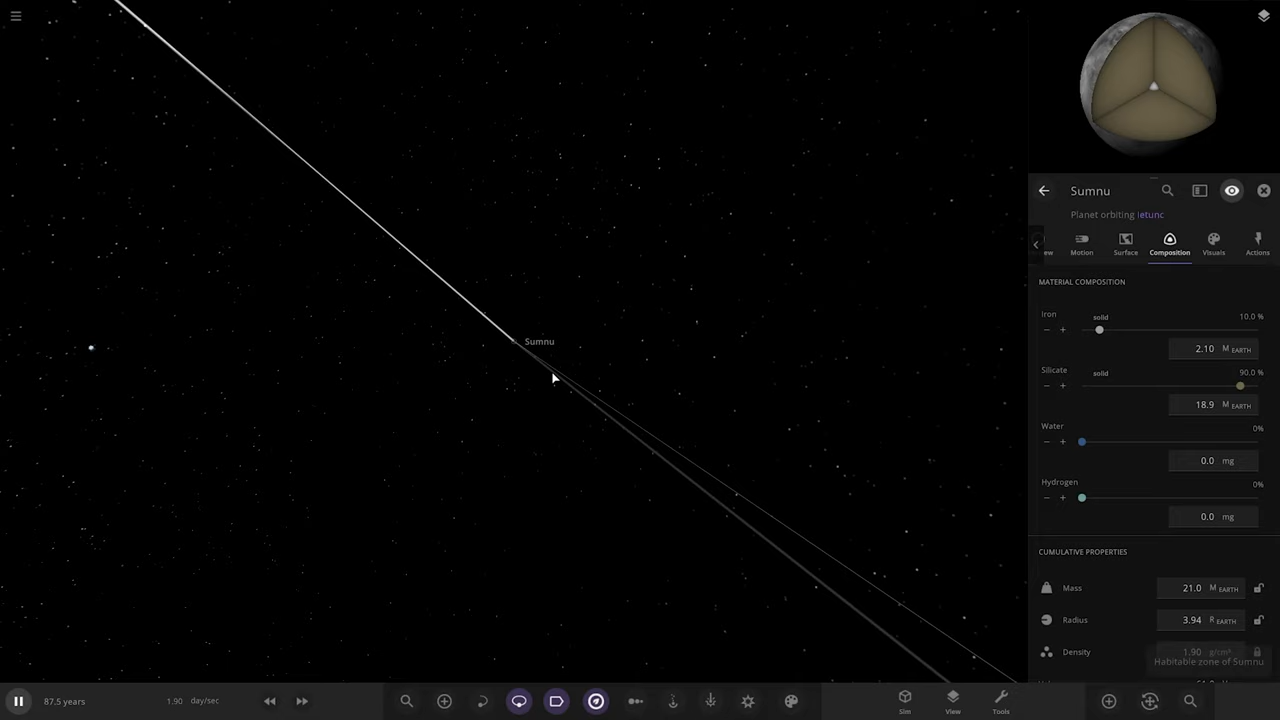 Sumnu
Planet orbiting Ietunc
Motion
Surface
Composition
Visuals
Actions
MATERIAL COMPOSITION
Iron solid 10.0 %
2.10 M EARTH
Silicate solid 90.0 %
18.9 M EARTH
Water 0%
0.0 mg
Hydrogen 0%
0.0 mg
CUMULATIVE PROPERTIES
Mass 21.0 M EARTH
Radius 3.94 R EARTH
Density 1.90 g/cm³
Habitable zone of Sumnu
Sumnu
87.5 years
1.90 day/sec
Sim
View
Tools